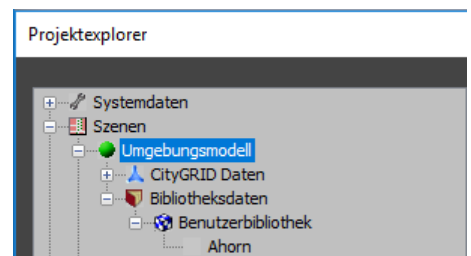 Projektexplorer
Systemdaten
Szenen
Umgebungsmodell
CityGRID Daten
Bibliotheksdaten
Benutzerbibliothek
Ahorn